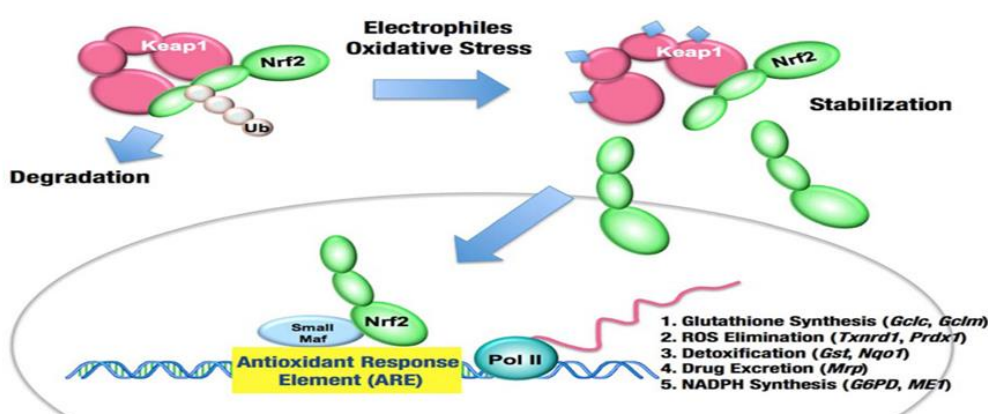 Electrophiles
Oxidative Stress
Keap1
Nrf2
Ub
Degradation
Keap1
Nrf2
Stabilization
Small
Maf
Nrf2
Antioxidant Response
Element (ARE)
Pol II
1. Glutathione Synthesis (Gclc, Gclm)
2. ROS Elimination (Txnrd1, Prdx1)
3. Detoxification (Gst, Nqo1)
4. Drug Excretion (Mrp)
5. NADPH Synthesis (G6PD, ME1)